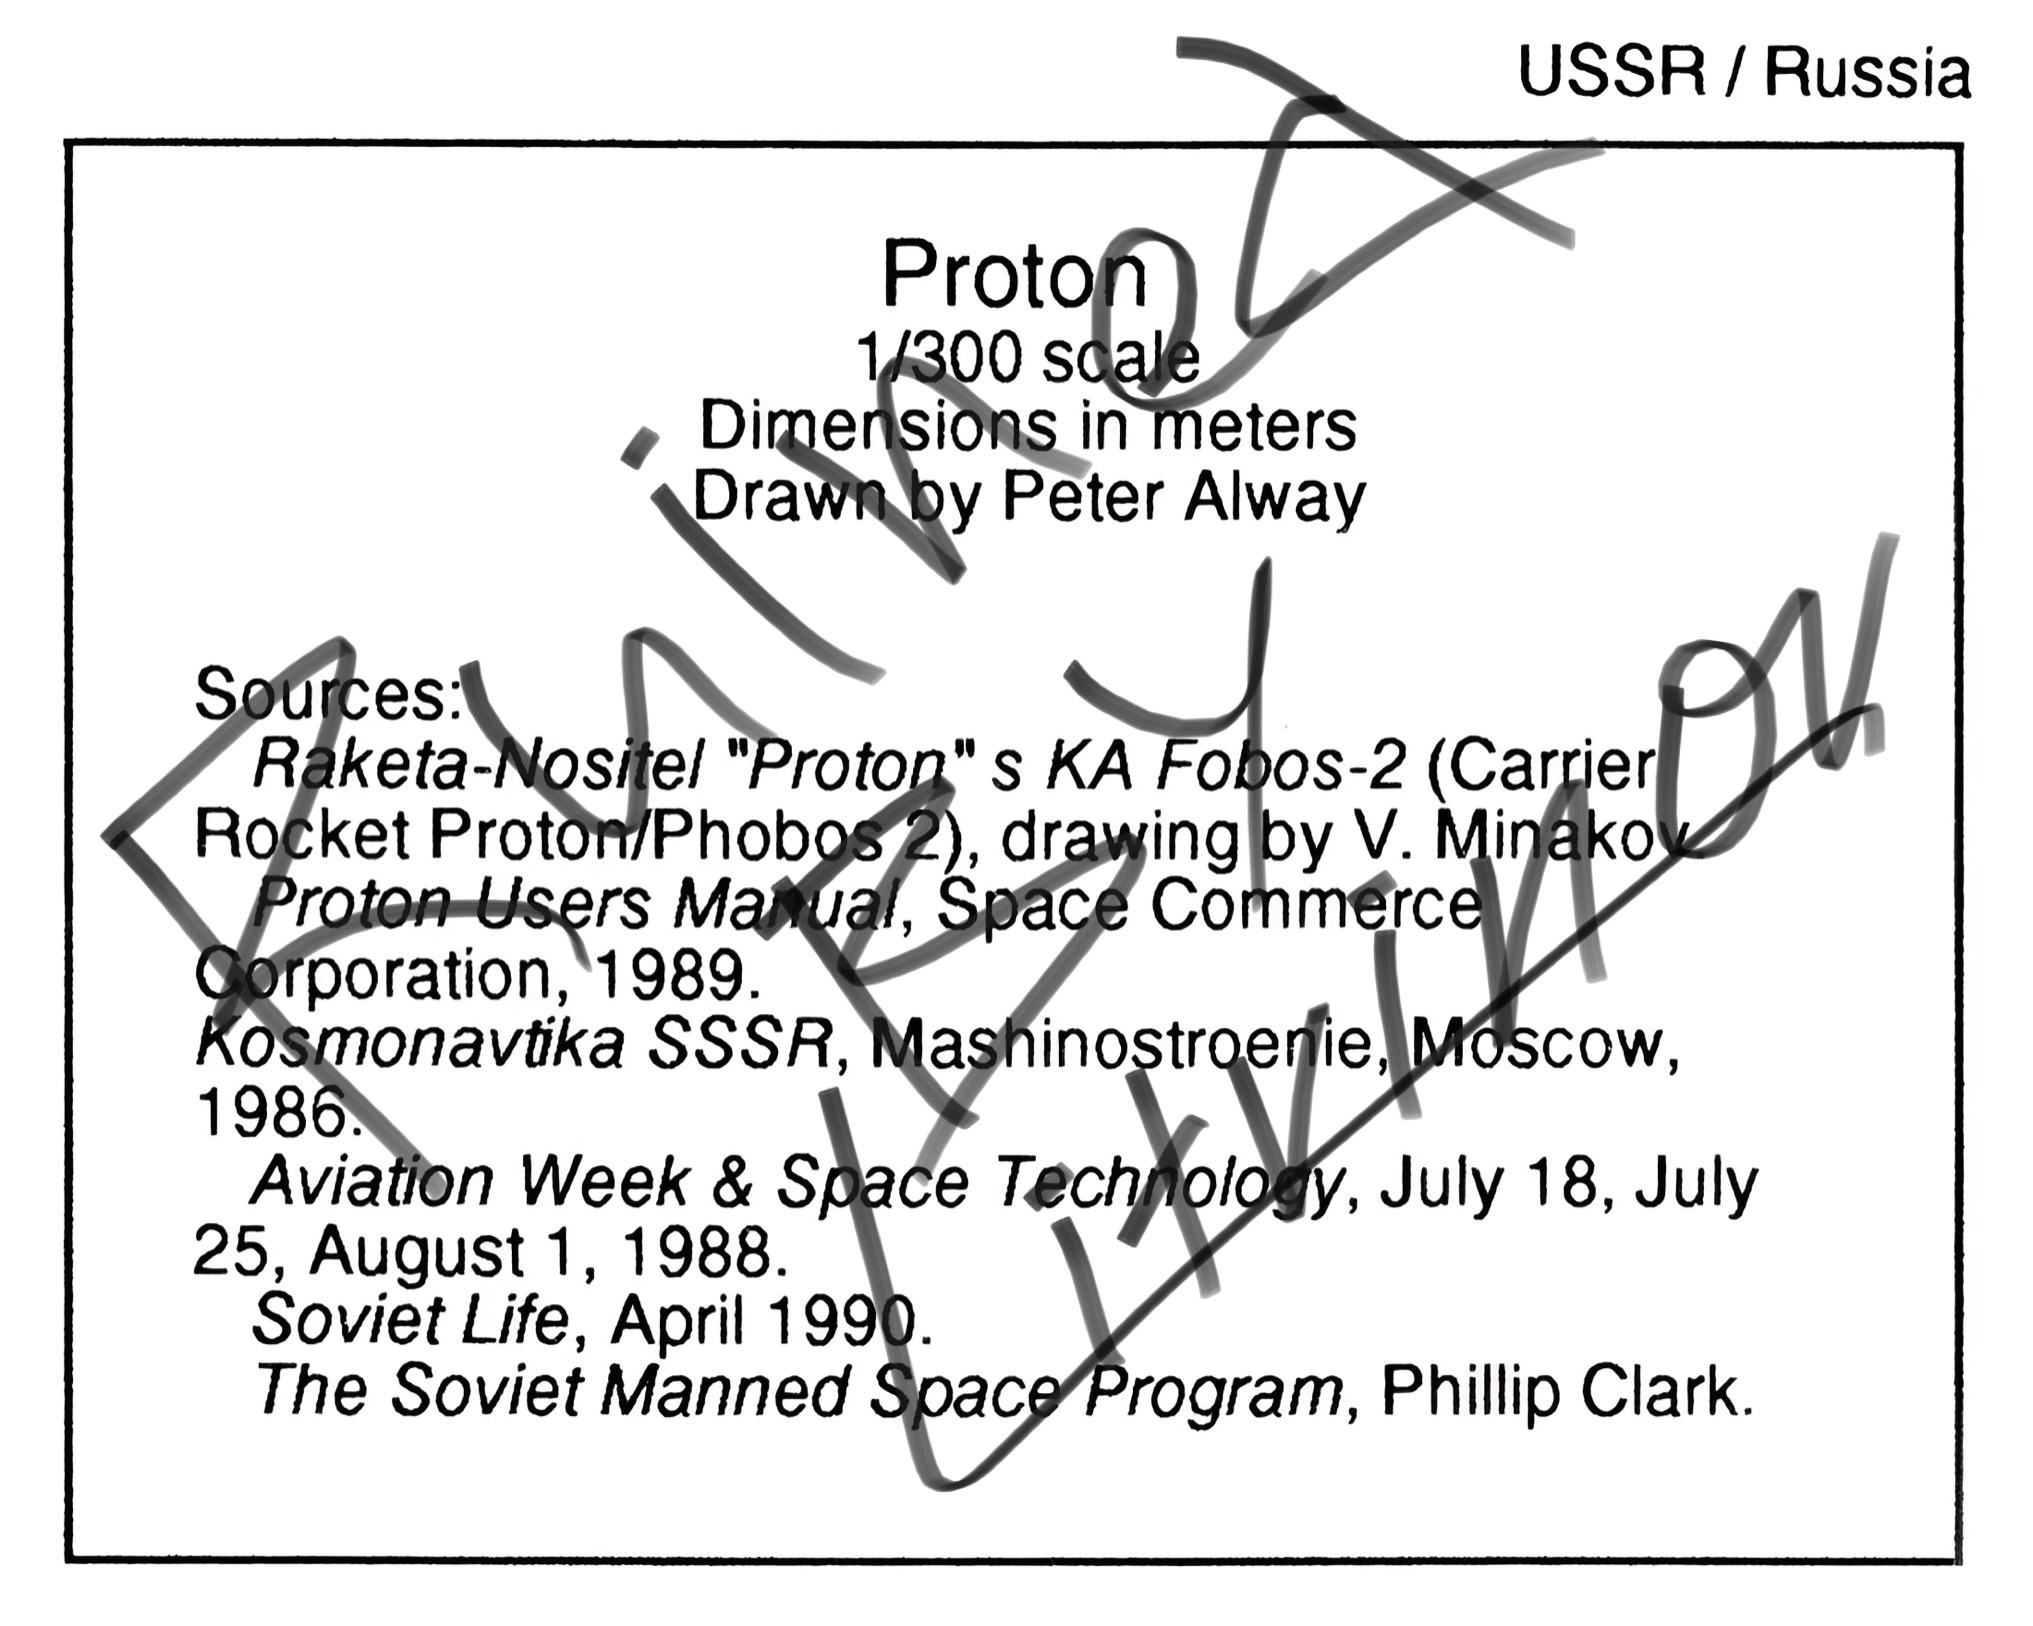 USSR / Russia
Proton
1/300 scale
Dimensions in meters
Drawn by Peter Alway
Sources:
Raketa-Nositel "Proton" s KA Fobos-2 (Carrier
Rocket Proton/Phobos 2), drawing by V. Minakov.
Proton Users Manual, Space Commerce
Corporation, 1989.
Kosmonavtika SSSR, Mashinostroenie, Moscow,
1986.
Aviation Week & Space Technology, July 18, July
25, August 1, 1988.
Soviet Life, April 1990.
The Soviet Manned Space Program, Phillip Clark.
BY
Litvinov